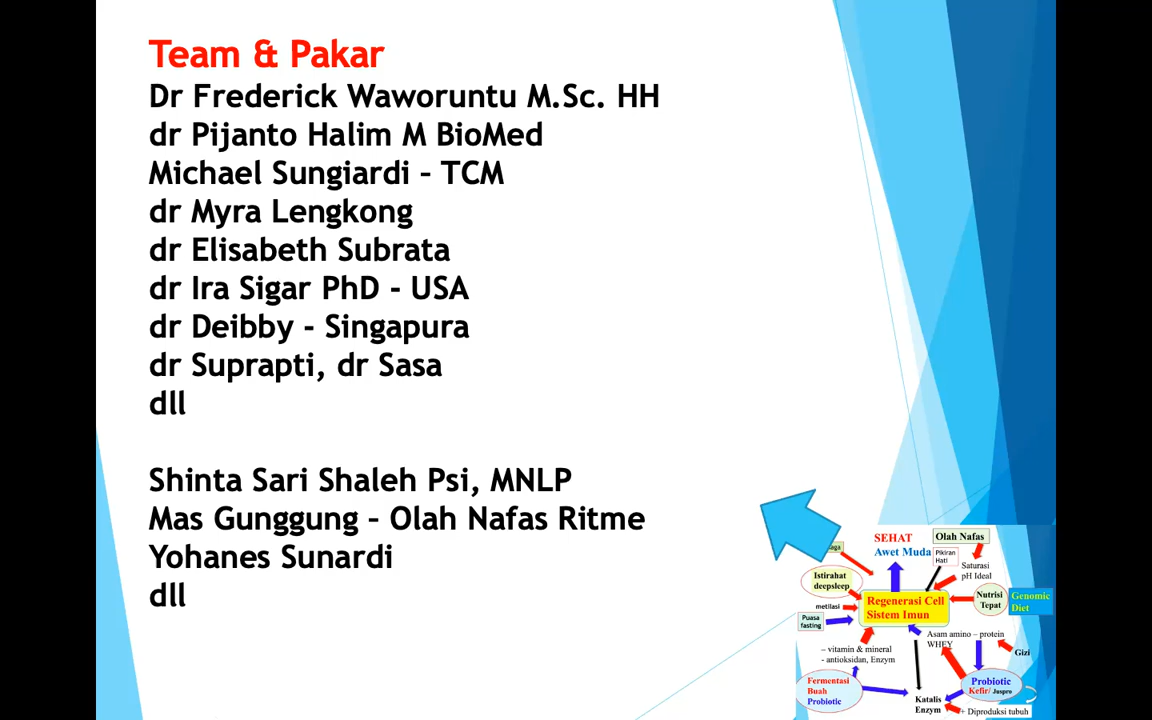 Team & Pakar
Dr Frederick Waworuntu M.Sc. HH
dr Pijanto Halim M BioMed
Michael Sungiardi – TCM
dr Myra Lengkong
dr Elisabeth Subrata
dr Ira Sigar PhD - USA
dr Deibby - Singapura
dr Suprapti, dr Sasa
dll
Shinta Sari Shaleh Psi, MNLP
Mas Gunggung – Olah Nafas Ritme
Yohanes Sunardi
dll
SEHAT
Awet Muda
Olah Nafas
Pikiran
Hati
Saturasi
pH Ideal
Istirahat
deepsleep
metilasi
Puasa
fasting
Regenerasi Cell
Sistem Imun
Nutrisi
Tepat
Genomic
Diet
Asam amino – protein
WHEY
Gizi
– vitamin & mineral
- antioksidan, Enzym
Fermentasi
Buah
Probiotic
Probiotic
Kefir/ Juspro
Katalis
Enzym
+ Diproduksi tubuh